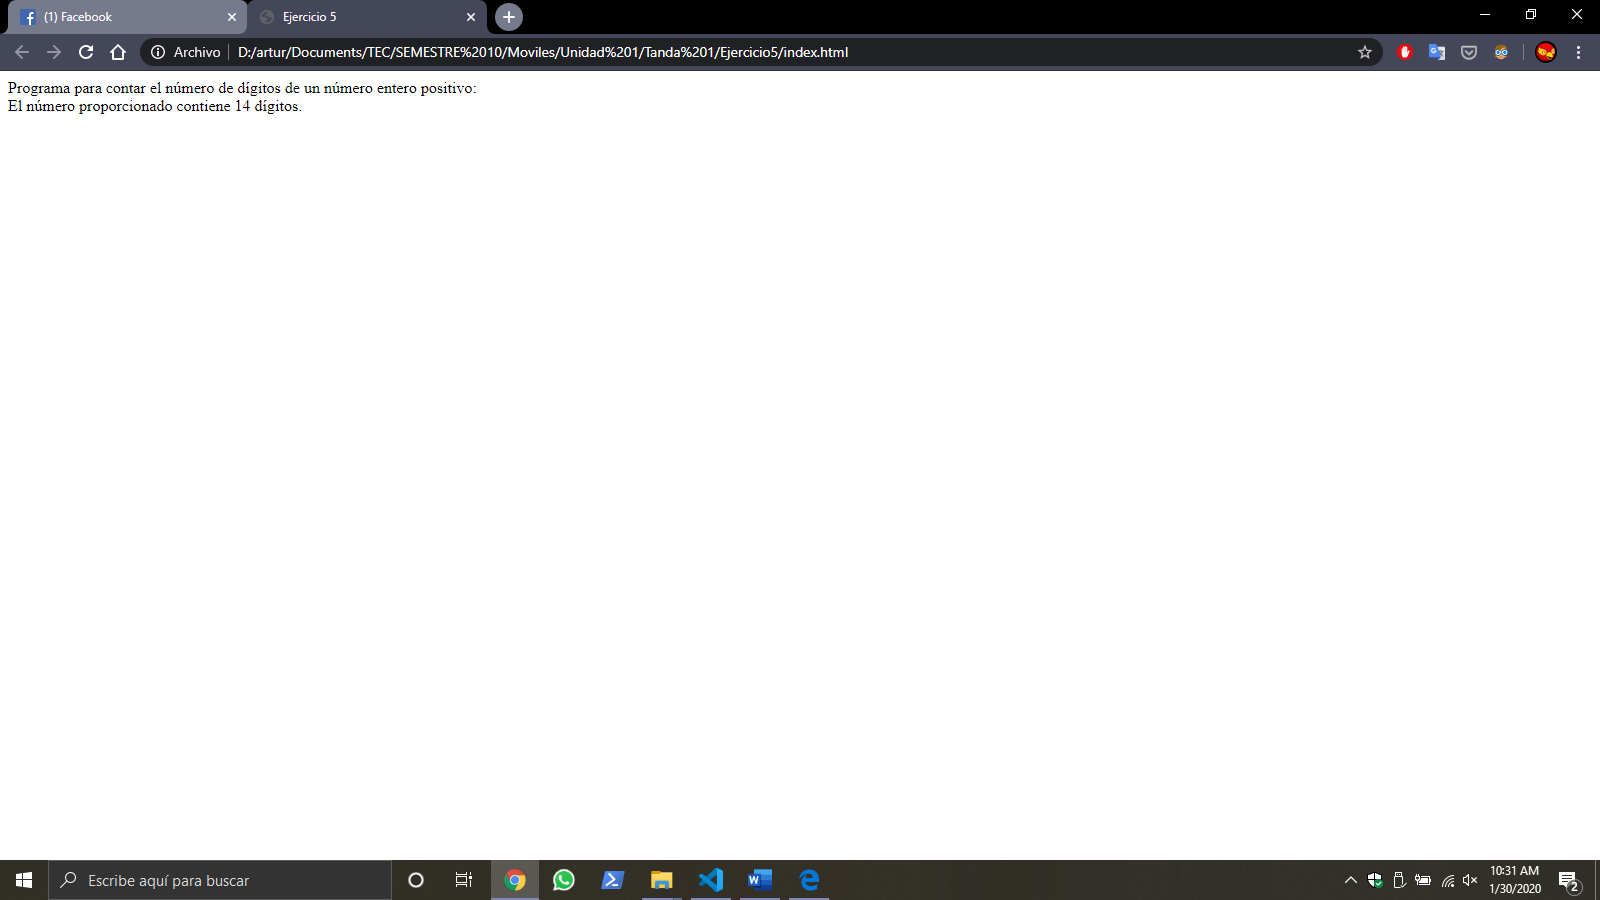 (1) Facebook
Ejercicio 5
Archivo
D:/artur/Documents/TEC/SEMESTRE%2010/Moviles/Unidad%201/Tanda%201/Ejercicio5/index.html
Programa para contar el número de dígitos de un número entero positivo:
El número proporcionado contiene 14 dígitos.
Escribe aquí para buscar
10:31 AM
1/30/2020
2